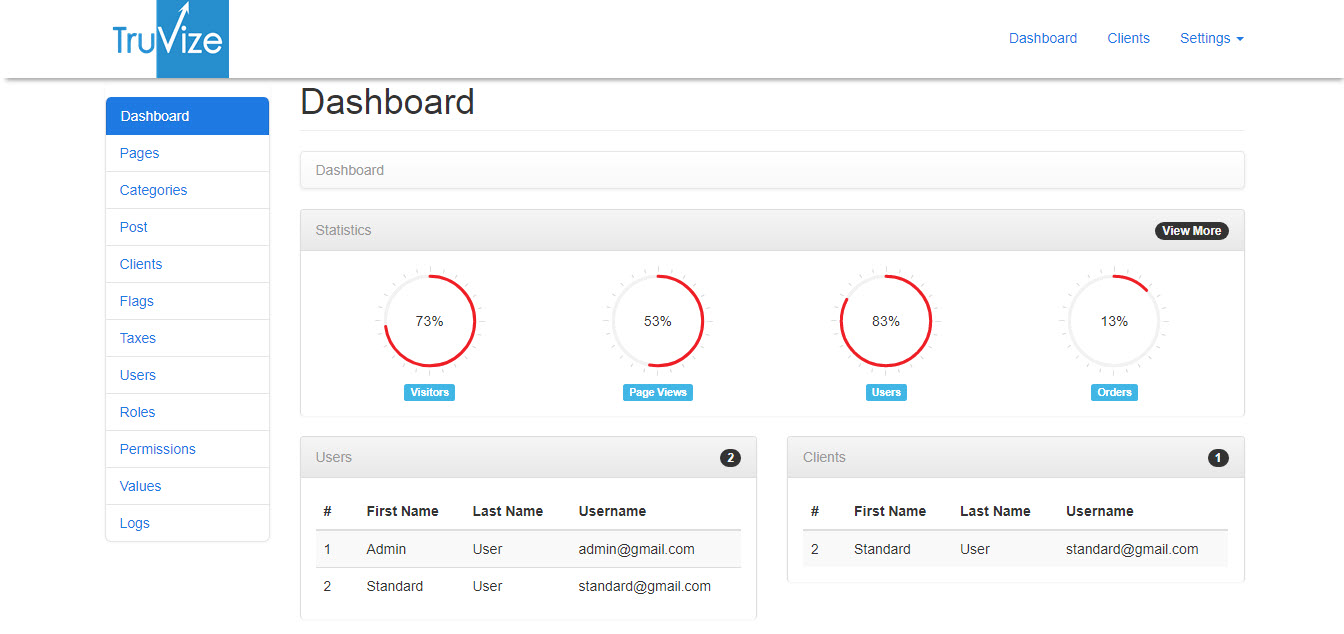 TruVize
Dashboard Clients Settings
Dashboard
Pages
Categories
Post
Clients
Flags
Taxes
Users
Roles
Permissions
Values
Logs
Dashboard
Dashboard
Statistics View More
73% 53% 83% 13%
Visitors Page Views Users Orders
Users 2
# First Name Last Name Username
1 Admin User admin@gmail.com
2 Standard User standard@gmail.com
Clients 1
# First Name Last Name Username
2 Standard User standard@gmail.com